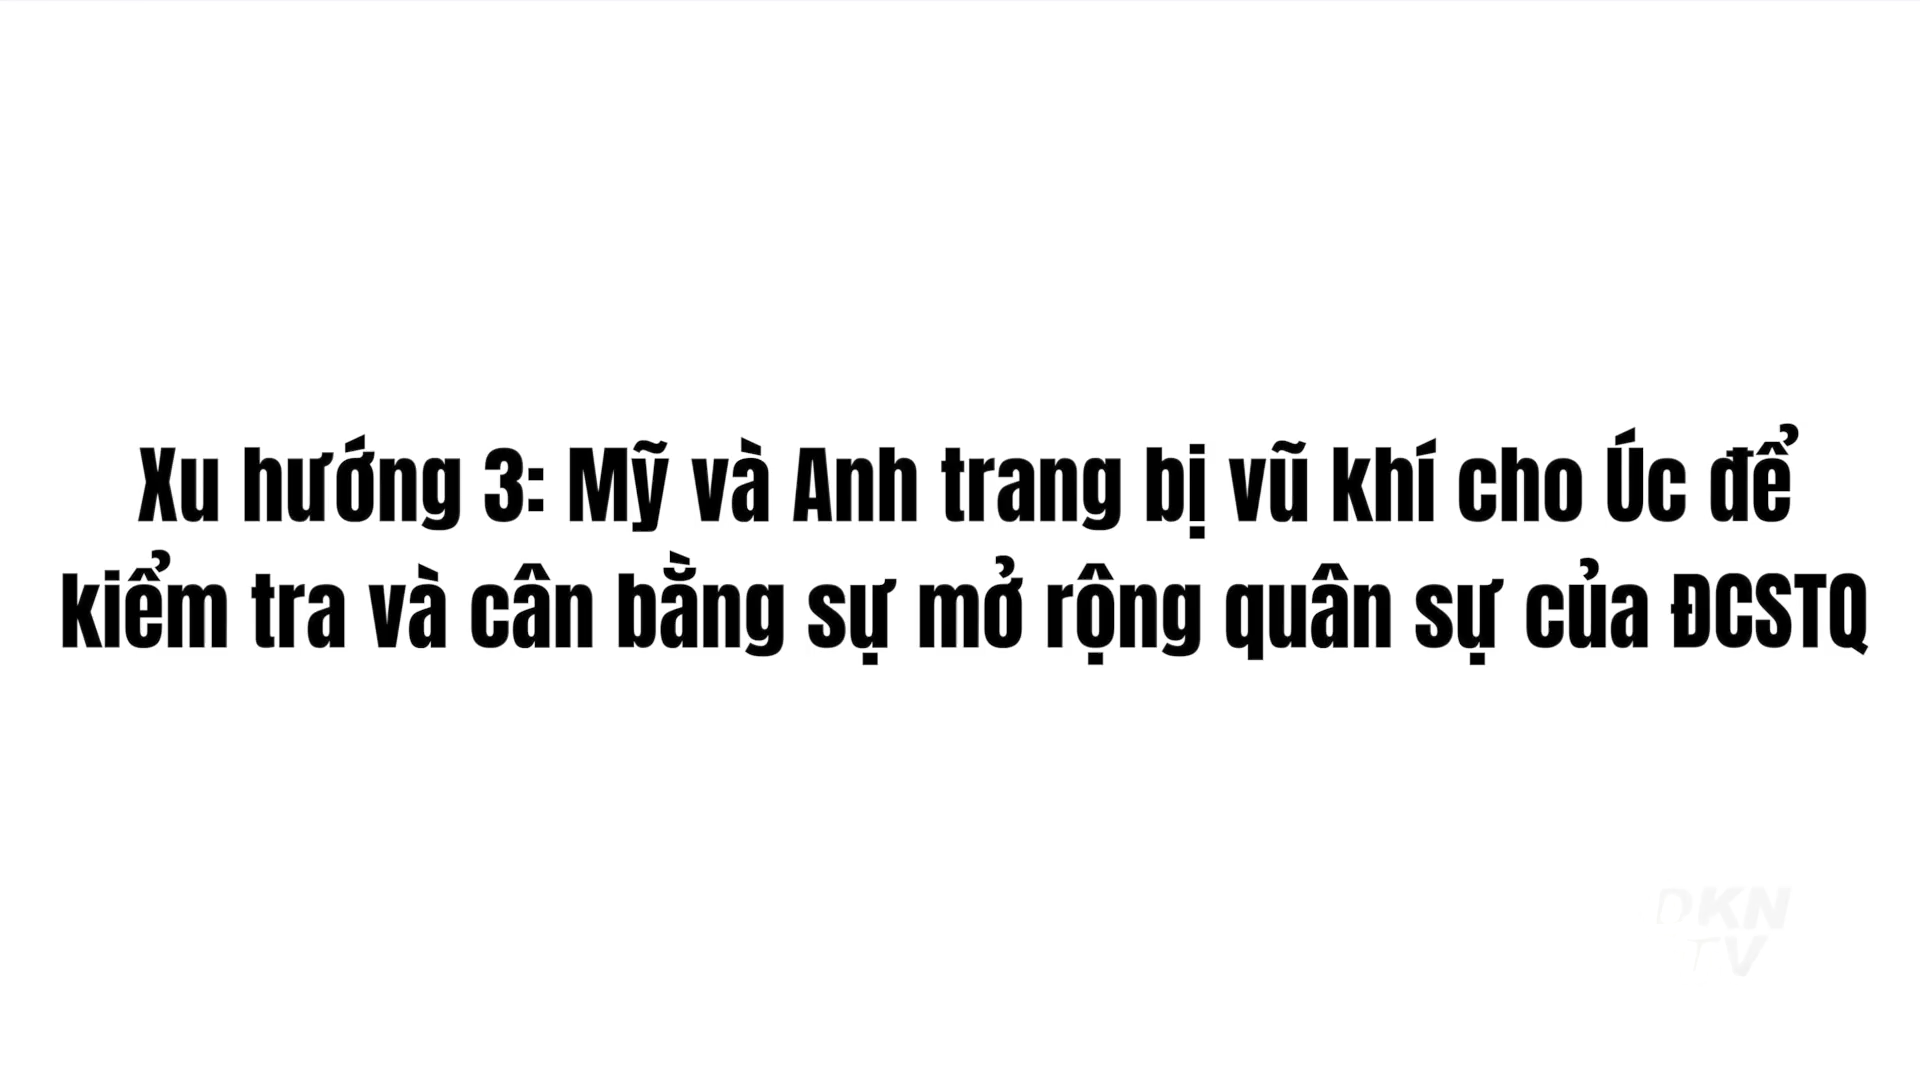 Xu hướng 3: Mỹ và Anh trang bị vũ khí cho Úc để
kiểm tra và cân bằng sự mở rộng quân sự của ĐCSTQ
DKN
TV